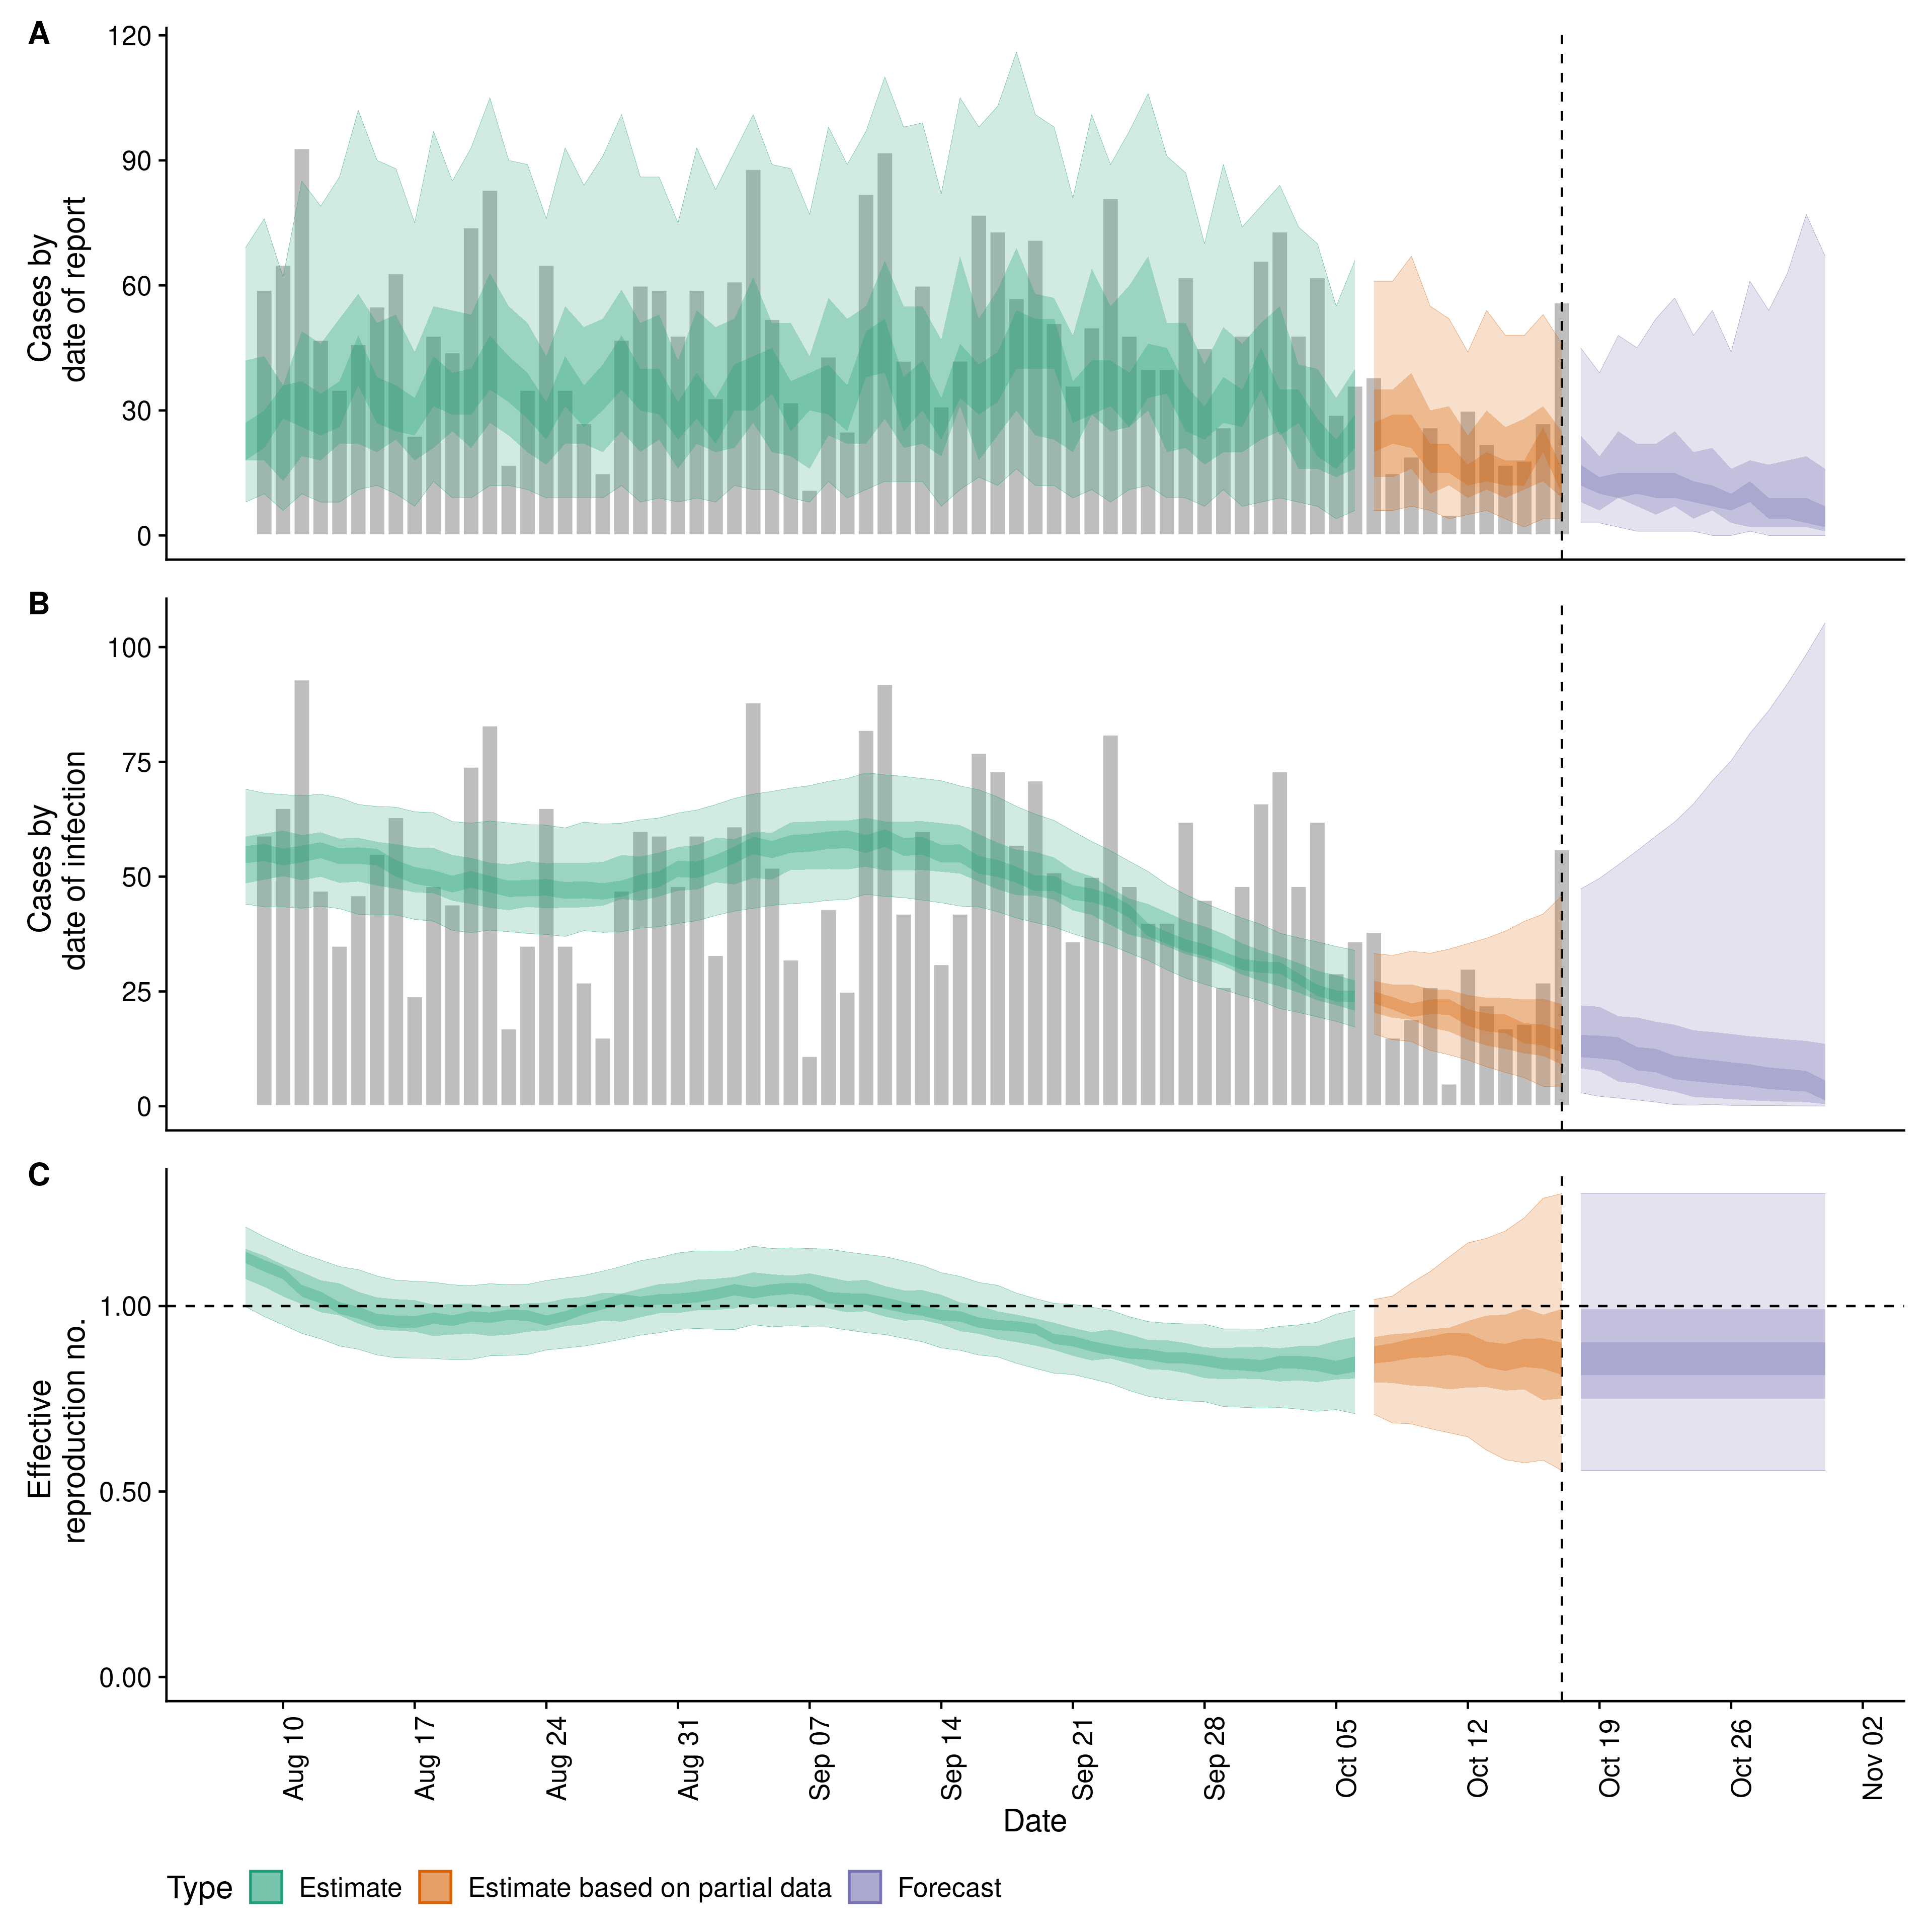 A
120
90
60
30
0
Cases by
date of report
B
100
75
50
25
0
Cases by
date of infection
C
1.00
0.50
0.00
Effective
reproduction no.
Aug 10
Aug 17
Aug 24
Aug 31
Sep 07
Sep 14
Sep 21
Sep 28
Oct 05
Oct 12
Oct 19
Oct 26
Nov 02
Date
Type Estimate Estimate based on partial data Forecast